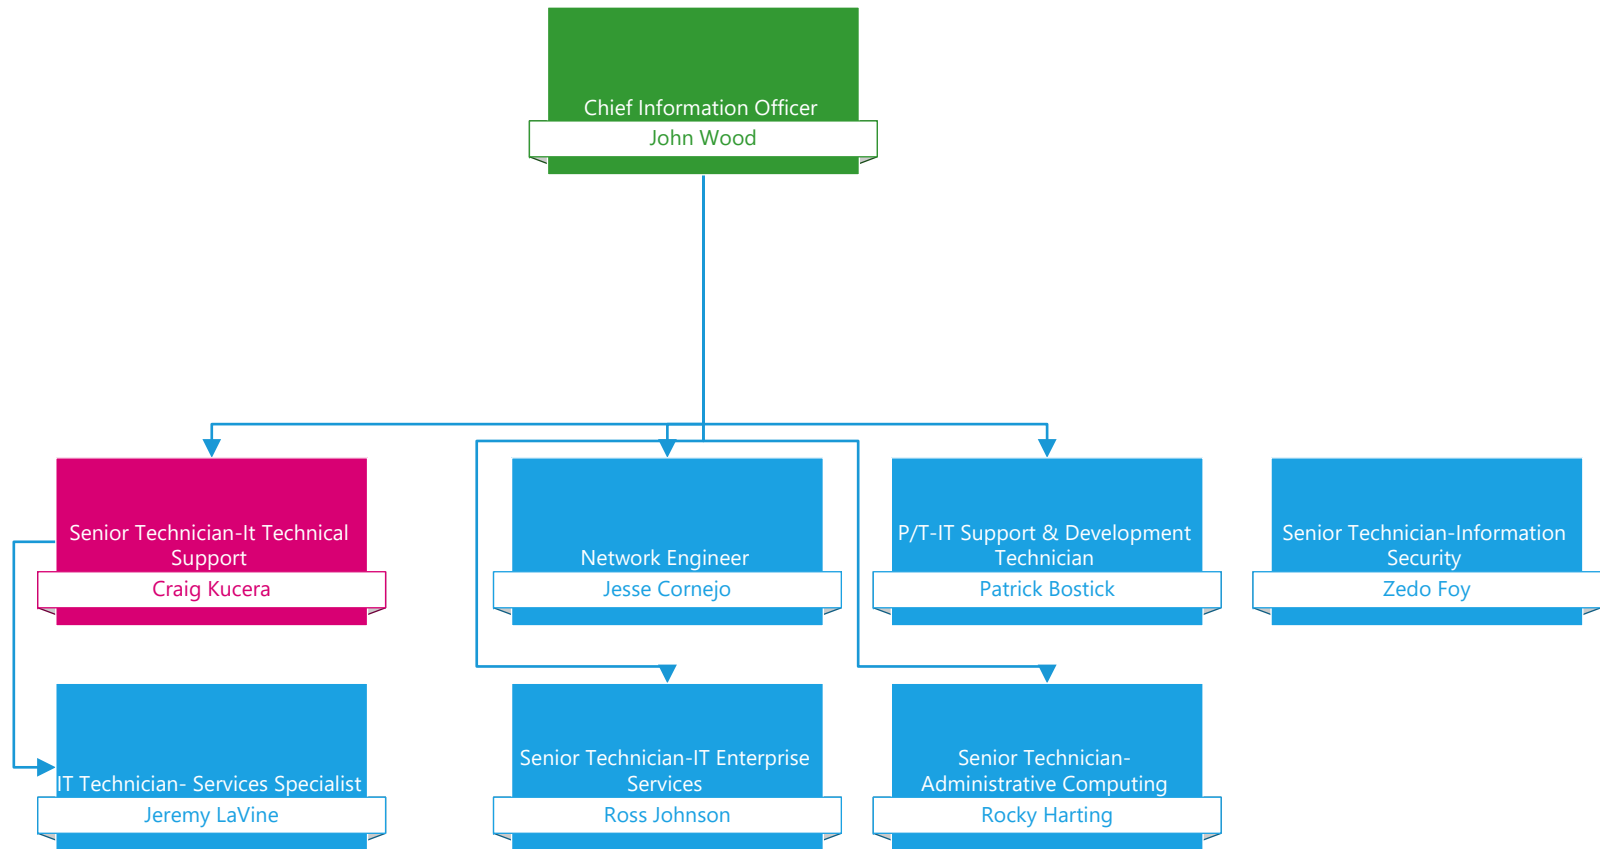 Chief Information Officer
John Wood
Senior Technician-It Technical
Support
Craig Kucera
Network Engineer
Jesse Cornejo
P/T-IT Support & Development
Technician
Patrick Bostick
Senior Technician-Information
Security
Zedo Foy
IT Technician- Services Specialist
Jeremy LaVine
Senior Technician-IT Enterprise
Services
Ross Johnson
Senior Technician-
Administrative Computing
Rocky Harting